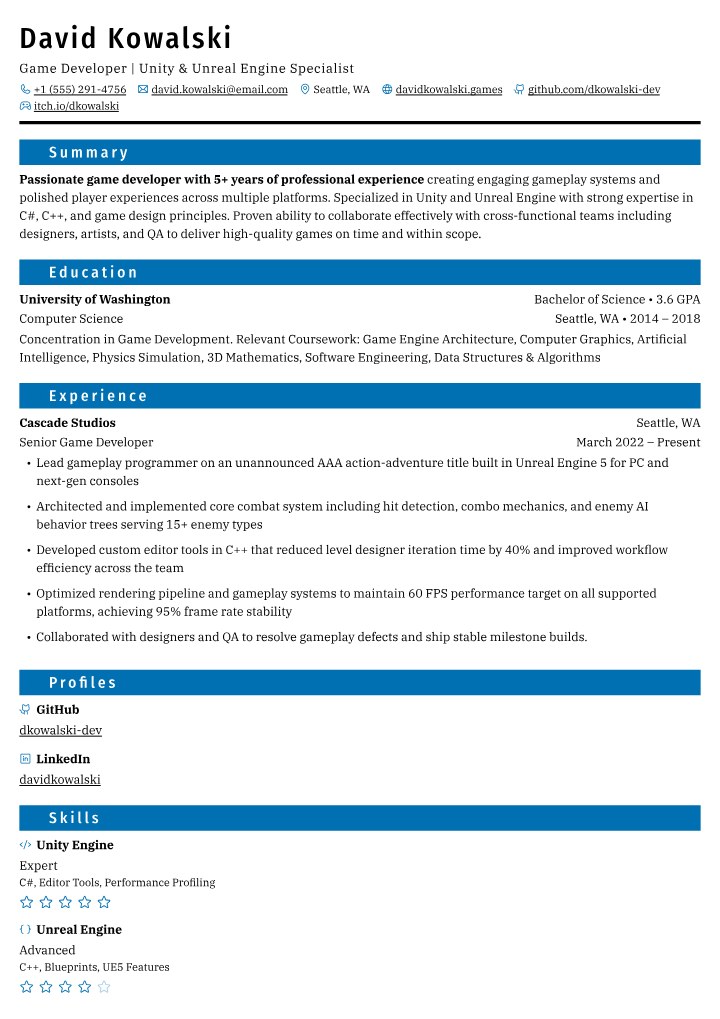 David Kowalski
Game Developer | Unity & Unreal Engine Specialist
+1 (555) 291-4756 david.kowalski@email.com Seattle, WA davidkowalski.games github.com/dkowalski-dev
itch.io/dkowalski
Summary
Passionate game developer with 5+ years of professional experience creating engaging gameplay systems and
polished player experiences across multiple platforms. Specialized in Unity and Unreal Engine with strong expertise in
C#, C++, and game design principles. Proven ability to collaborate effectively with cross-functional teams including
designers, artists, and QA to deliver high-quality games on time and within scope.
Education
University of Washington Bachelor of Science • 3.6 GPA
Computer Science Seattle, WA • 2014 – 2018
Concentration in Game Development. Relevant Coursework: Game Engine Architecture, Computer Graphics, Artificial
Intelligence, Physics Simulation, 3D Mathematics, Software Engineering, Data Structures & Algorithms
Experience
Cascade Studios Seattle, WA
Senior Game Developer March 2022 – Present
• Lead gameplay programmer on an unannounced AAA action-adventure title built in Unreal Engine 5 for PC and
next-gen consoles
• Architected and implemented core combat system including hit detection, combo mechanics, and enemy AI
behavior trees serving 15+ enemy types
• Developed custom editor tools in C++ that reduced level designer iteration time by 40% and improved workflow
efficiency across the team
• Optimized rendering pipeline and gameplay systems to maintain 60 FPS performance target on all supported
platforms, achieving 95% frame rate stability
• Collaborated with designers and QA to resolve gameplay defects and ship stable milestone builds.
Profiles
GitHub
dkowalski-dev
LinkedIn
davidkowalski
Skills
Unity Engine
Expert
C#, Editor Tools, Performance Profiling
Unreal Engine
Advanced
C++, Blueprints, UE5 Features